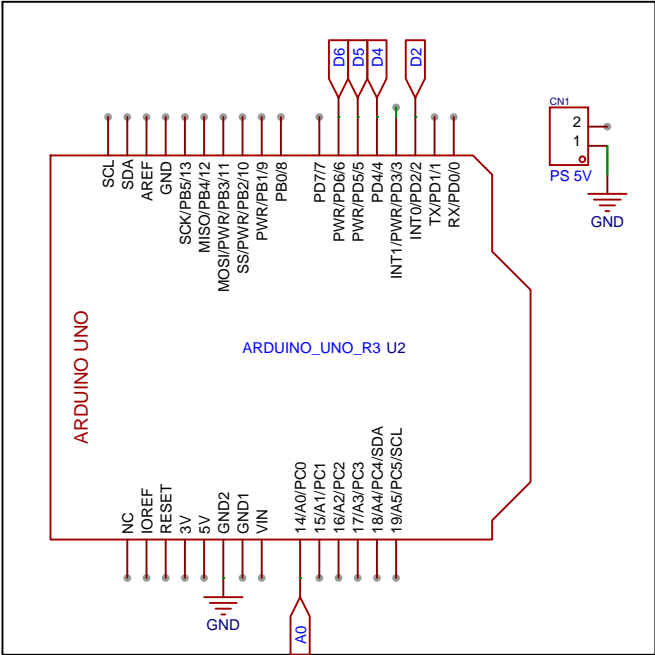 D6
D5
D4
D2
CN1
2
1
PS 5V
GND
SCL
SDA
AREF
GND
SCK/PB5/13
MISO/PB4/12
MOSI/PWR/PB3/11
SS/PWR/PB2/10
PWR/PB1/9
PB0/8
PD7/7
PWR/PD6/6
PWR/PD5/5
PD4/4
INT1/PWR/PD3/3
INT0/PD2/2
TX/PD1/1
RX/PD0/0
ARDUINO UNO
ARDUINO_UNO_R3 U2
NC
IOREF
RESET
3V
5V
GND2
GND1
VIN
14/A0/PC0
15/A1/PC1
16/A2/PC2
17/A3/PC3
18/A4/PC4/SDA
19/A5/PC5/SCL
GND
A0